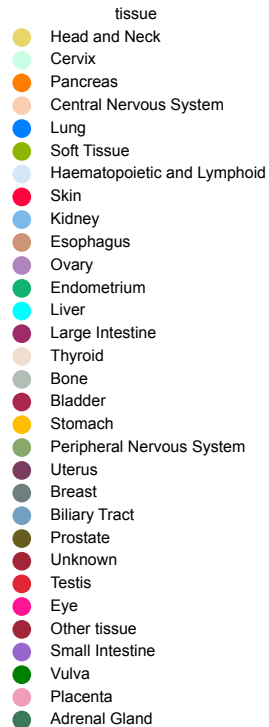 tissue
Head and Neck
Cervix
Pancreas
Central Nervous System
Lung
Soft Tissue
Haematopoietic and Lymphoid
Skin
Kidney
Esophagus
Ovary
Endometrium
Liver
Large Intestine
Thyroid
Bone
Bladder
Stomach
Peripheral Nervous System
Uterus
Breast
Biliary Tract
Prostate
Unknown
Testis
Eye
Other tissue
Small Intestine
Vulva
Placenta
Adrenal Gland